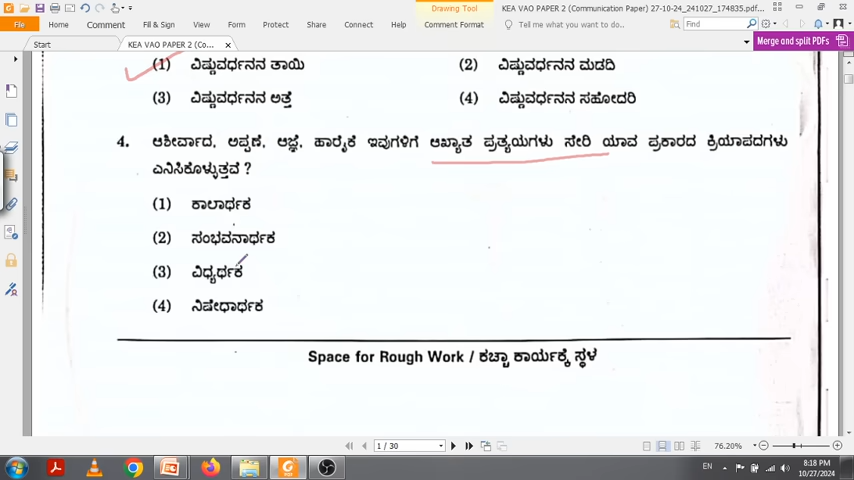 Drawing Tool
KEA VAO PAPER 2 (Communication Paper) 27-10-24_241027_174835.pdf...
File Home Convert Fill & Sign Edit Organize Comment View Form Protect Share Connect Help Comment Format Tell me what you want to do... Find
Start KEA VAO PAPER 2 (Co... Merge and split PDFs
(1) ವಿಷ್ಣುವರ್ಧನನ ತಾಯಿ (2) ವಿಷ್ಣುವರ್ಧನನ ಮಡದಿ
(3) ವಿಷ್ಣುವರ್ಧನನ ಅತ್ತೆ (4) ವಿಷ್ಣುವರ್ಧನನ ಸಹೋದರಿ
4. ಆಶೀರ್ವಾದ, ಅಪ್ಪಣೆ, ಆಜ್ಞೆ, ಹಾರೈಕೆ ಇವುಗಳಿಗೆ ಆಖ್ಯಾತ ಪ್ರತ್ಯಯಗಳು ಸೇರಿ ಯಾವ ಪ್ರಕಾರದ ಕ್ರಿಯಾಪದಗಳು
ಎನಿಸಿಕೊಳ್ಳುತ್ತವೆ ?
(1) ಕಾಲಾರ್ಥಕ
(2) ಸಂಭವನಾರ್ಥಕ
(3) ವಿಧ್ಯರ್ಥಕ
(4) ನಿಷೇಧಾರ್ಥಕ
Space for Rough Work / ಕಚ್ಚಾ ಕಾರ್ಯಕ್ಕೆ ಸ್ಥಳ
1 / 30 76.20%
EN 8:18 PM
10/27/2024